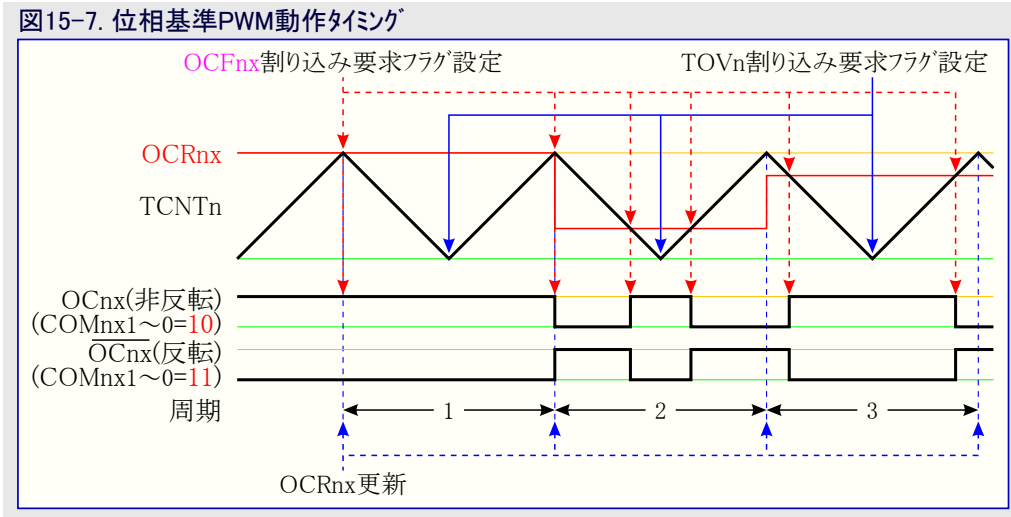 図15-7. 位相基準PWM動作ﾀｲﾐﾝｸﾞ
OCFnx割り込み要求ﾌﾗｸﾞ設定
TOVn割り込み要求ﾌﾗｸﾞ設定
OCRnx
TCNTn
OCnx(非反転)
(COMnx1～0=10)
OCnx(反転)
(COMnx1～0=11)
周期
1
2
3
OCRnx更新